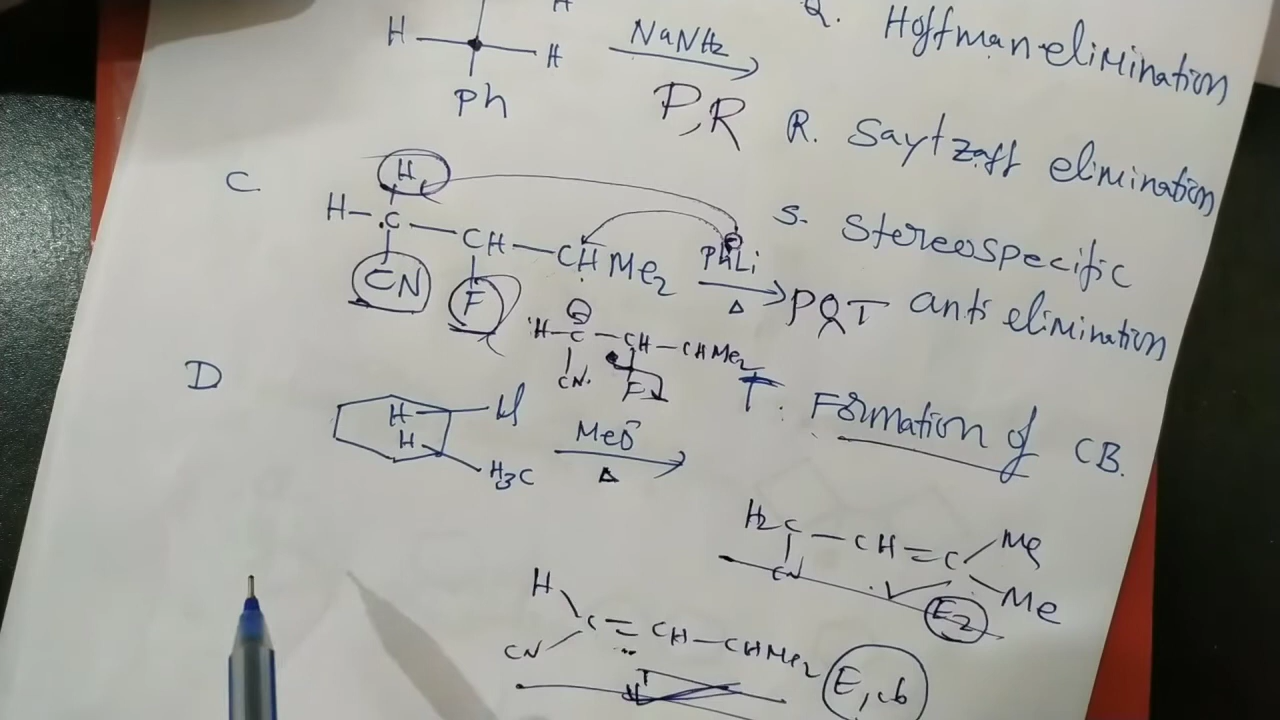 H
H
NaNH2
H
Ph
P,R
Q. Hoffman elimination
R. Saytzaff elimination
C
H
H-C-CH-CHMe2
CN
F
PhLi
Δ
PQT
S. Stereospecific
anti elimination
H-C-CH-CHMe2
CN
F
T. Formation of CB.
D
H
H
H
H3C
MeO-
Δ
H2C-CH=C
CN
Me
Me
E2
H
CN
C=CH-CHMe2
E1cb